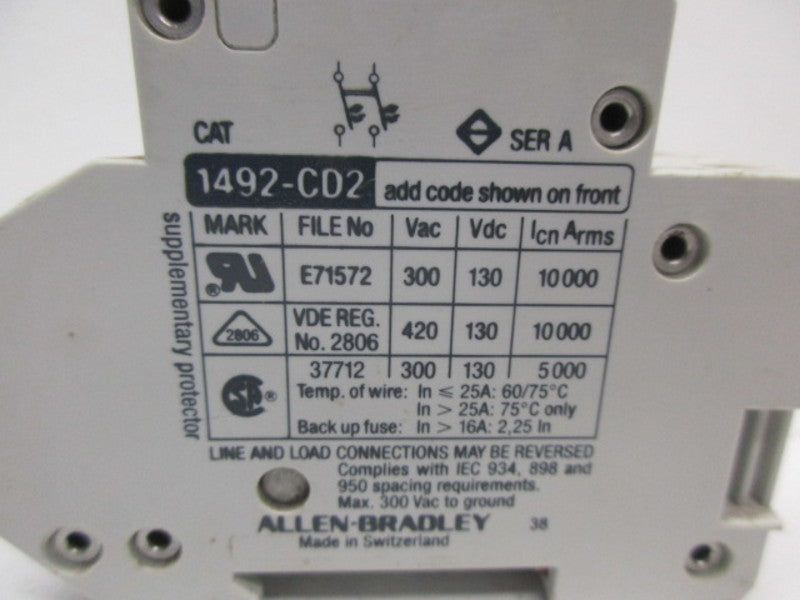 CAT
SER A
1492-CD2 add code shown on front
supplementary protector
MARK FILE No Vac Vdc Icn Arms
RU® E71572 300 130 10 000
2806 VDE REG. No. 2806 420 130 10 000
37712 300 130 5 000
SA® Temp. of wire: In ≤ 25A: 60/75°C
In > 25A: 75°C only
Back up fuse: In > 16A: 2,25 In
LINE AND LOAD CONNECTIONS MAY BE REVERSED
Complies with IEC 934, 898 and
950 spacing requirements.
Max. 300 Vac to ground
ALLEN-BRADLEY 38
Made in Switzerland